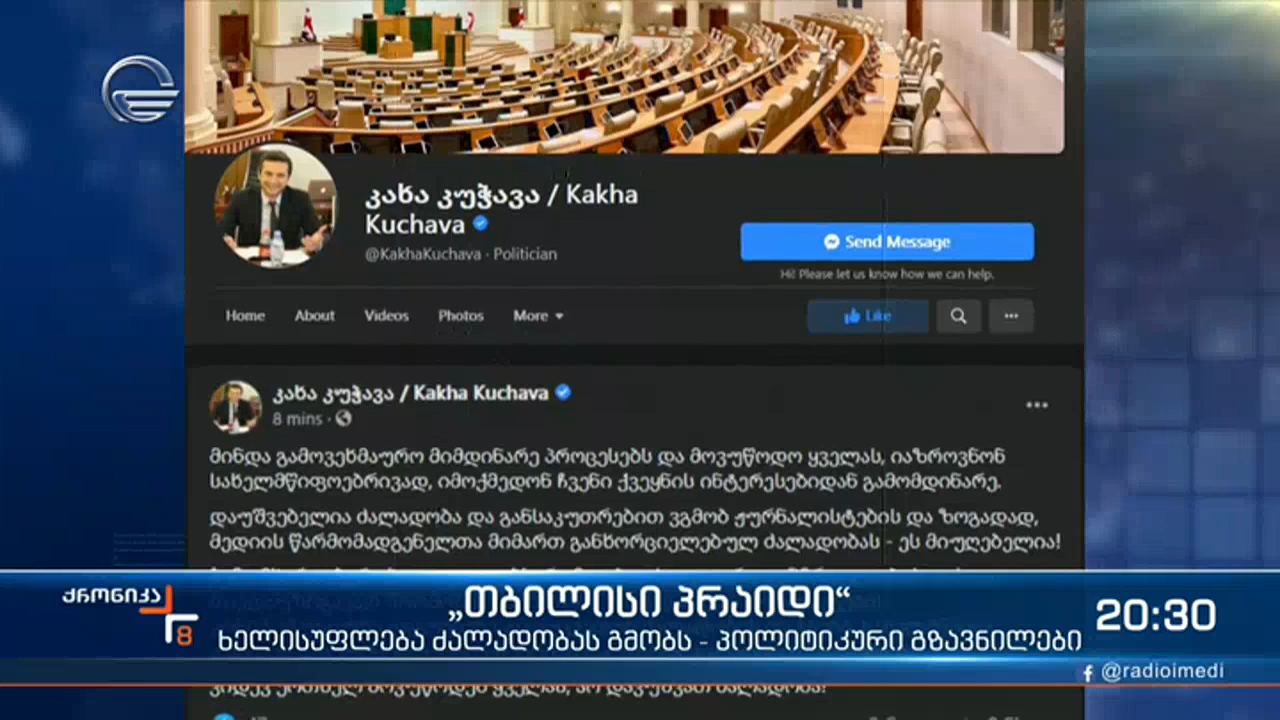 კახა კუჭავა / Kakha
Kuchava
@KakhaKuchava · Politician
Send Message
Hi! Please let us know how we can help.
Home About Videos Photos More
Like
კახა კუჭავა / Kakha Kuchava
8 mins ·
მინდა გამოვეხმაურო მიმდინარე პროცესებს და მოვუწოდო ყველას, იაზროვნონ
სახელმწიფოებრივად, იმოქმედონ ჩვენი ქვეყნის ინტერესებიდან გამომდინარე.
დაუშვებელია ძალადობა და განსაკუთრებით ვგმობ ჟურნალისტების და ზოგადად,
მედიის წარმომადგენელთა მიმართ განხორციელებულ ძალადობას - ეს მიუღებელია!
ქრონიკა
8
„თბილისი პრაიდი“
ხელისუფლება ძალადობას გმობს - პოლიტიკური გზავნილები
20:30
@radioimedi